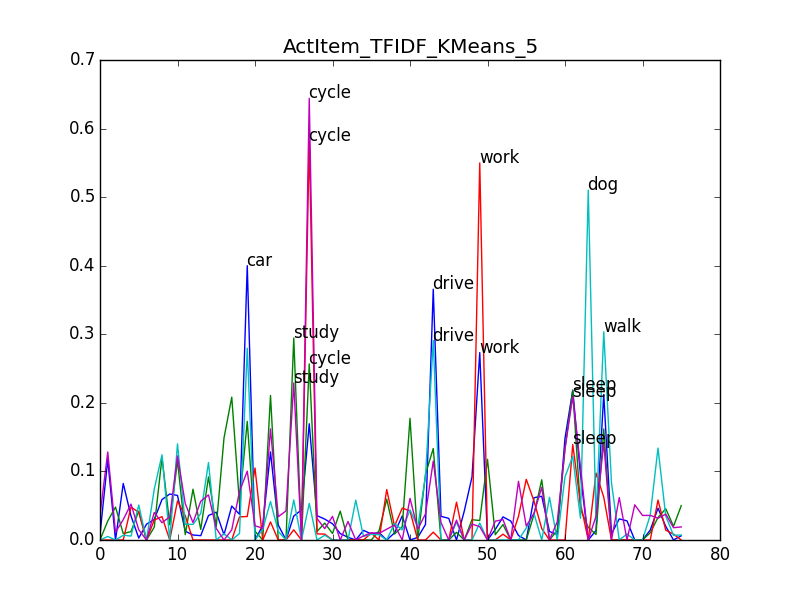 ActItem_TFIDF_KMeans_5
0.7
cycle
0.6
cycle
work
0.5
dog
0.4
car
drive
0.3
study
drive
walk
work
cycle
study
0.2
sleep
sleep
sleep
0.1
0.0
0 10 20 30 40 50 60 70 80